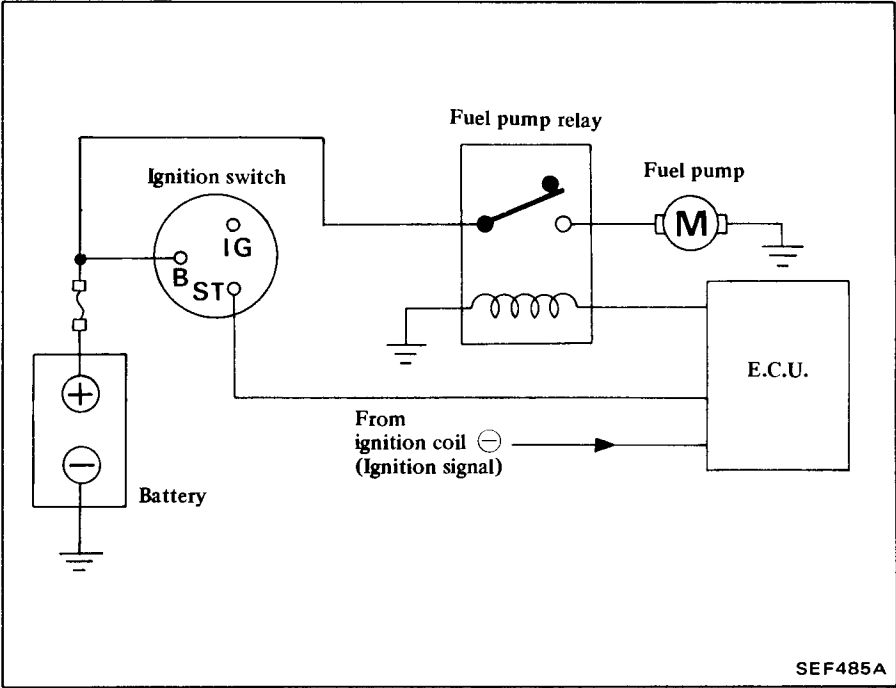 Fuel pump relay
Ignition switch
Fuel pump
IG
B
ST
M
E.C.U.
From
ignition coil ⊖
(Ignition signal)
Battery
SEF485A